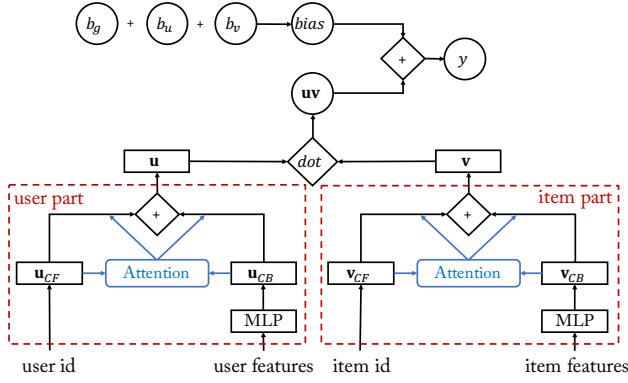 b_g + b_u + b_v bias
+ y
uv
u dot v
user part + item part +
u_CF Attention u_CB v_CF Attention v_CB
MLP MLP
user id user features item id item features